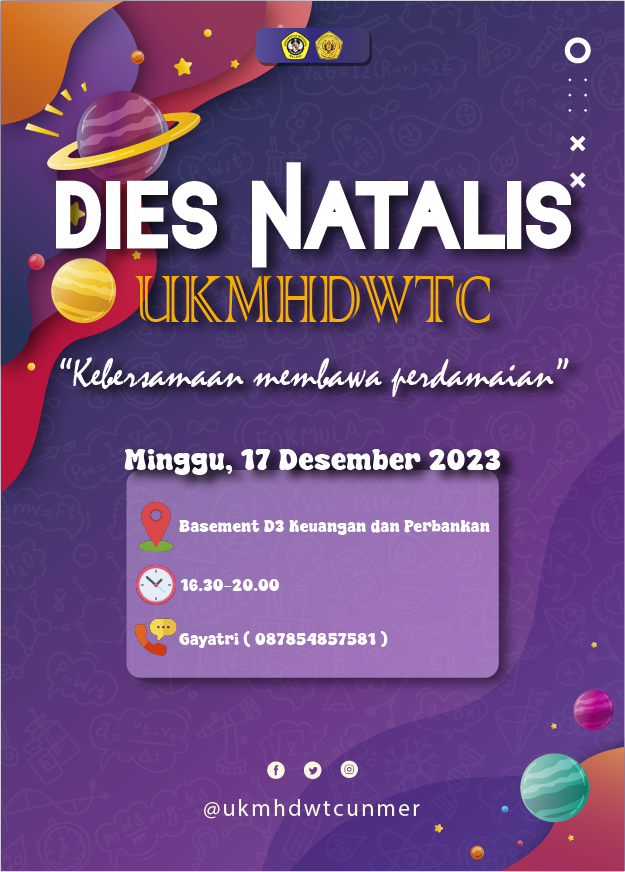 DIES NATALIS
UKMHDWTC
“Kebersamaan membawa perdamaian”
Minggu, 17 Desember 2023
Basement D3 Keuangan dan Perbankan
16.30-20.00
Gayatri ( 087854857581 )
@ukmhdwtcunmer